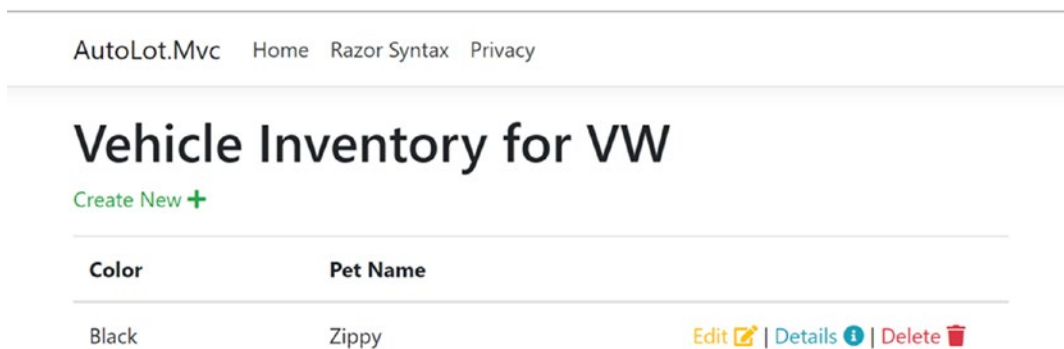 AutoLot.Mvc Home Razor Syntax Privacy
Vehicle Inventory for VW
Create New
Color Pet Name
Black Zippy Edit | Details | Delete